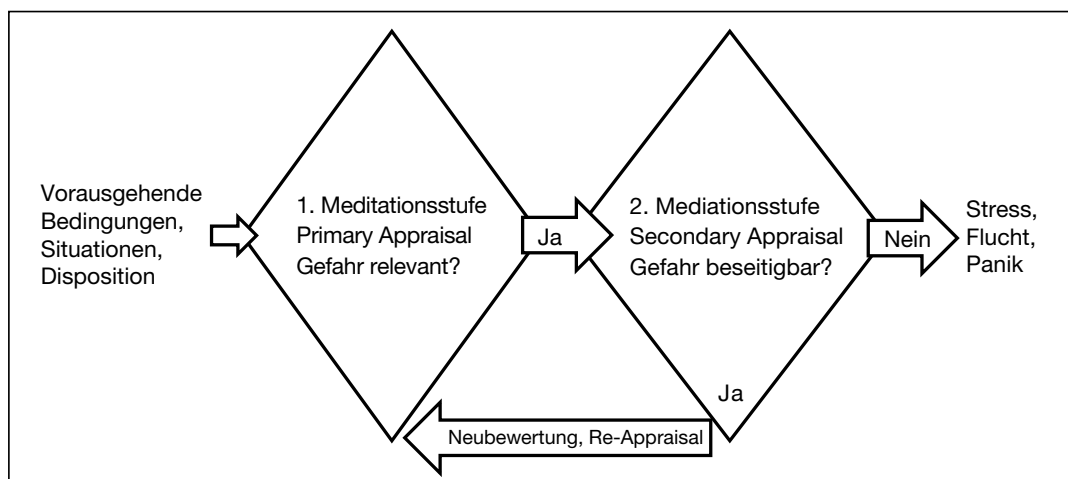 Vorausgehende
Bedingungen,
Situationen,
Disposition
1. Meditationsstufe
Primary Appraisal
Gefahr relevant?
Ja
2. Mediationsstufe
Secondary Appraisal
Gefahr beseitigbar?
Nein
Stress,
Flucht,
Panik
Ja
Neubewertung, Re-Appraisal